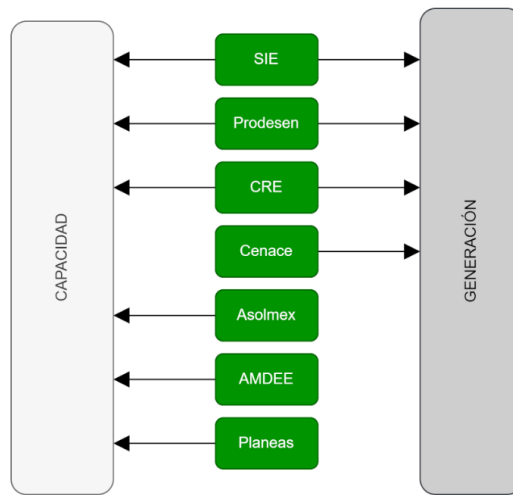 CAPACIDAD
SIE
Prodesen
CRE
Cenace
Asolmex
AMDEE
Planeas
GENERACIÓN